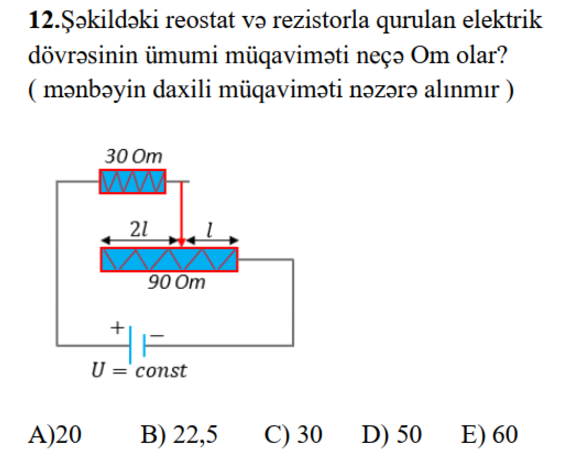 12.Şəkildəki reostat və rezistorla qurulan elektrik
dövrəsinin ümumi müqaviməti neçə Om olar?
( mənbəyin daxili müqaviməti nəzərə alınmır )
30 Om
2l l
90 Om
+ −
U = const
A)20 B) 22,5 C) 30 D) 50 E) 60